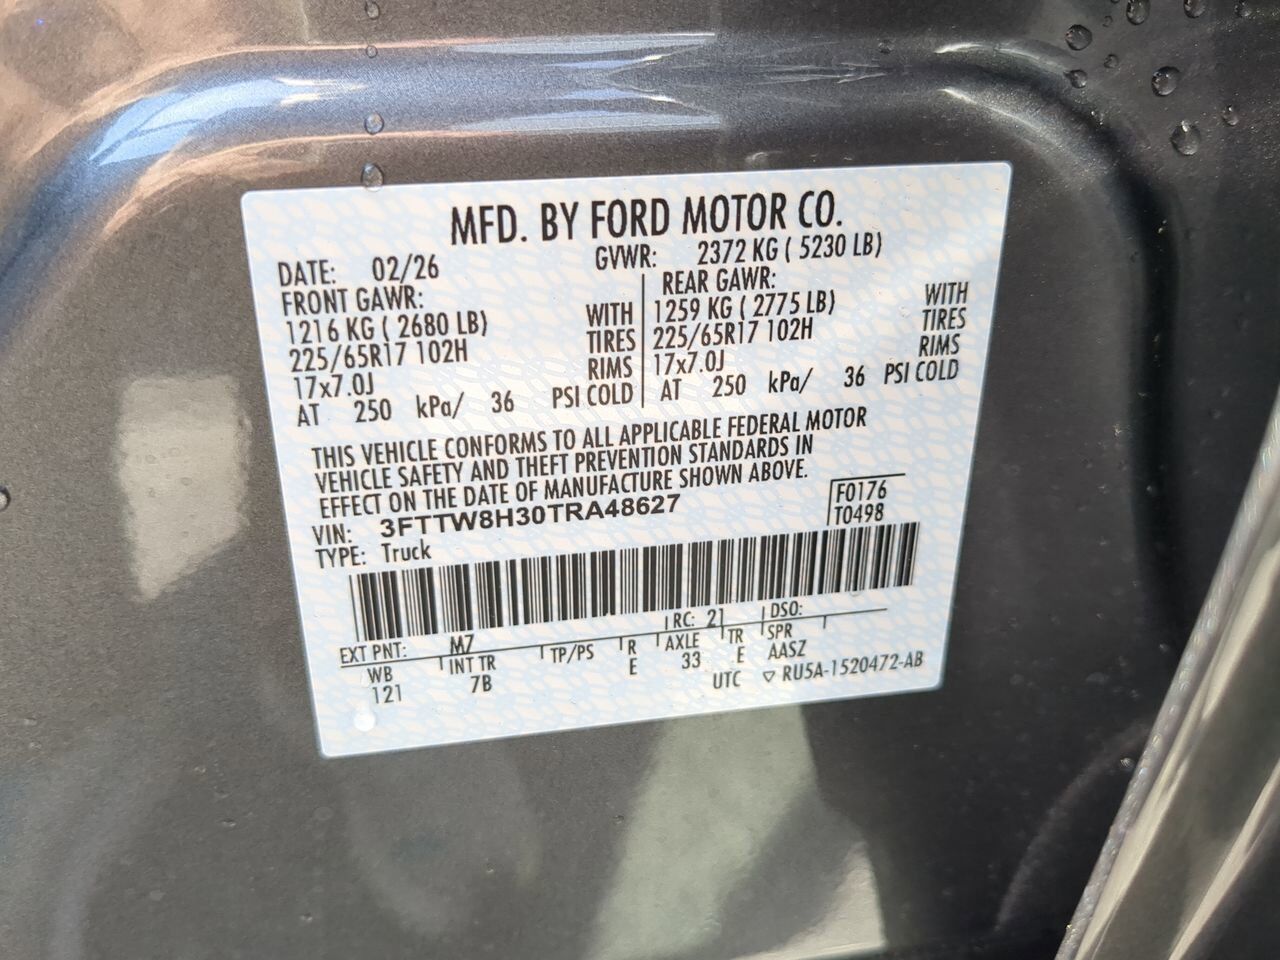 MFD. BY FORD MOTOR CO.
DATE: 02/26 GVWR: 2372 KG ( 5230 LB)
FRONT GAWR: REAR GAWR:
1216 KG ( 2680 LB) WITH 1259 KG ( 2775 LB) WITH
225/65R17 102H TIRES 225/65R17 102H TIRES
17x7.0J RIMS 17x7.0J RIMS
AT 250 kPa/ 36 PSI COLD AT 250 kPa/ 36 PSI COLD
THIS VEHICLE CONFORMS TO ALL APPLICABLE FEDERAL MOTOR
VEHICLE SAFETY AND THEFT PREVENTION STANDARDS IN
EFFECT ON THE DATE OF MANUFACTURE SHOWN ABOVE.
VIN: 3FTTW8H30TRA48627 F0176
TYPE: Truck T0498
EXT PNT: M7 RC: 21 DSO:
WB INT TR TP/PS R AXLE TR SPR
121 7B E 33 E AASZ
UTC ▽ RU5A-1520472-AB